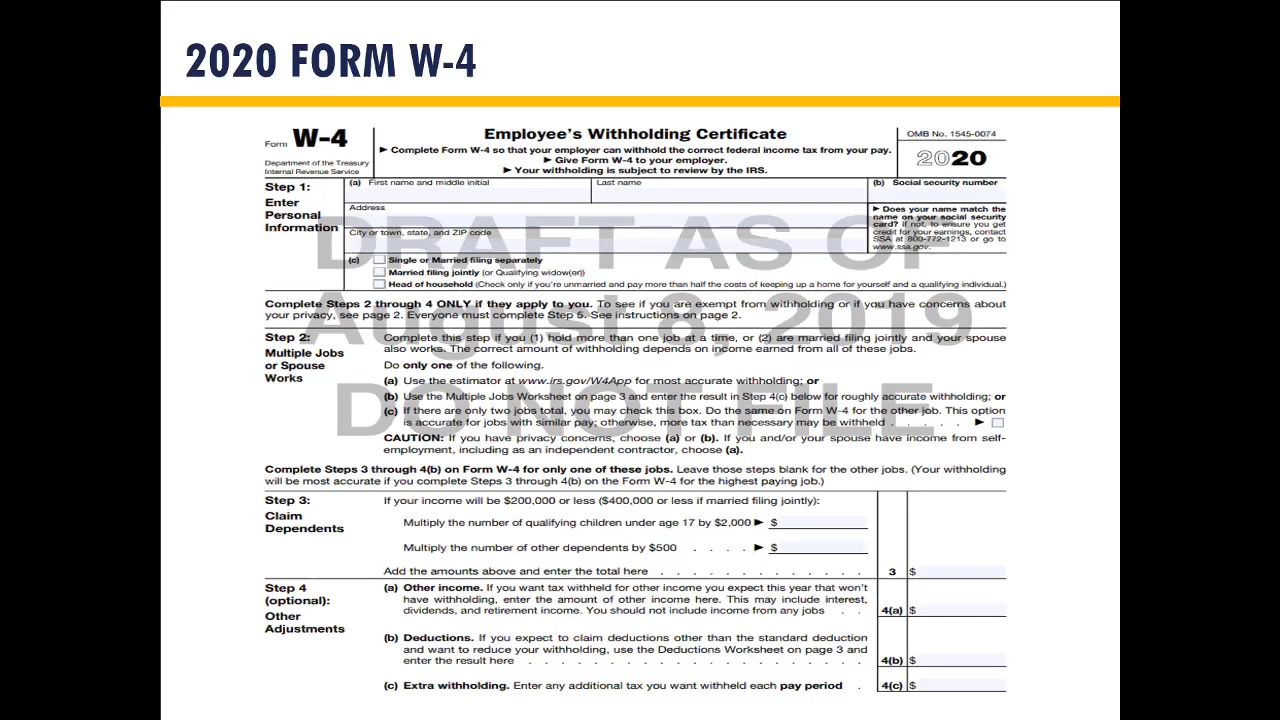 2020 FORM W-4
Form W-4
Department of the Treasury
Internal Revenue Service
Employee's Withholding Certificate
▶ Complete Form W-4 so that your employer can withhold the correct federal income tax from your pay.
▶ Give Form W-4 to your employer.
▶ Your withholding is subject to review by the IRS.
OMB No. 1545-0074
2020
Step 1:
Enter
Personal
Information
(a) First name and middle initial
Last name
(b) Social security number
Address
City or town, state, and ZIP code
▶ Does your name match the
name on your social security
card? If not, to ensure you get
credit for your earnings, contact
SSA at 800-772-1213 or go to
www.ssa.gov.
(c) Single or Married filing separately
Married filing jointly (or Qualifying widow(er))
Head of household (Check only if you're unmarried and pay more than half the costs of keeping up a home for yourself and a qualifying individual.)
DRAFT AS OF
August 8, 2019
DO NOT FILE
Complete Steps 2 through 4 ONLY if they apply to you. To see if you are exempt from withholding or if you have concerns about
your privacy, see page 2. Everyone must complete Step 5. See instructions on page 2.
Step 2:
Multiple Jobs
or Spouse
Works
Complete this step if you (1) hold more than one job at a time, or (2) are married filing jointly and your spouse
also works. The correct amount of withholding depends on income earned from all of these jobs.
Do only one of the following.
(a) Use the estimator at www.irs.gov/W4App for most accurate withholding; or
(b) Use the Multiple Jobs Worksheet on page 3 and enter the result in Step 4(c) below for roughly accurate withholding; or
(c) If there are only two jobs total, you may check this box. Do the same on Form W-4 for the other job. This option
is accurate for jobs with similar pay; otherwise, more tax than necessary may be withheld . . . . . ▶
CAUTION: If you have privacy concerns, choose (a) or (b). If you and/or your spouse have income from self-
employment, including as an independent contractor, choose (a).
Complete Steps 3 through 4(b) on Form W-4 for only one of these jobs. Leave those steps blank for the other jobs. (Your withholding
will be most accurate if you complete Steps 3 through 4(b) on the Form W-4 for the highest paying job.)
Step 3:
Claim
Dependents
If your income will be $200,000 or less ($400,000 or less if married filing jointly):
Multiply the number of qualifying children under age 17 by $2,000 ▶ $
Multiply the number of other dependents by $500 . . . . ▶ $
Add the amounts above and enter the total here . . . . . . . . . . . . . 3 $
Step 4
(optional):
Other
Adjustments
(a) Other income. If you want tax withheld for other income you expect this year that won't
have withholding, enter the amount of other income here. This may include interest,
dividends, and retirement income. You should not include income from any jobs . . 4(a) $
(b) Deductions. If you expect to claim deductions other than the standard deduction
and want to reduce your withholding, use the Deductions Worksheet on page 3 and
enter the result here . . . . . . . . . . . . . . . . . . . . . 4(b) $
(c) Extra withholding. Enter any additional tax you want withheld each pay period . 4(c) $